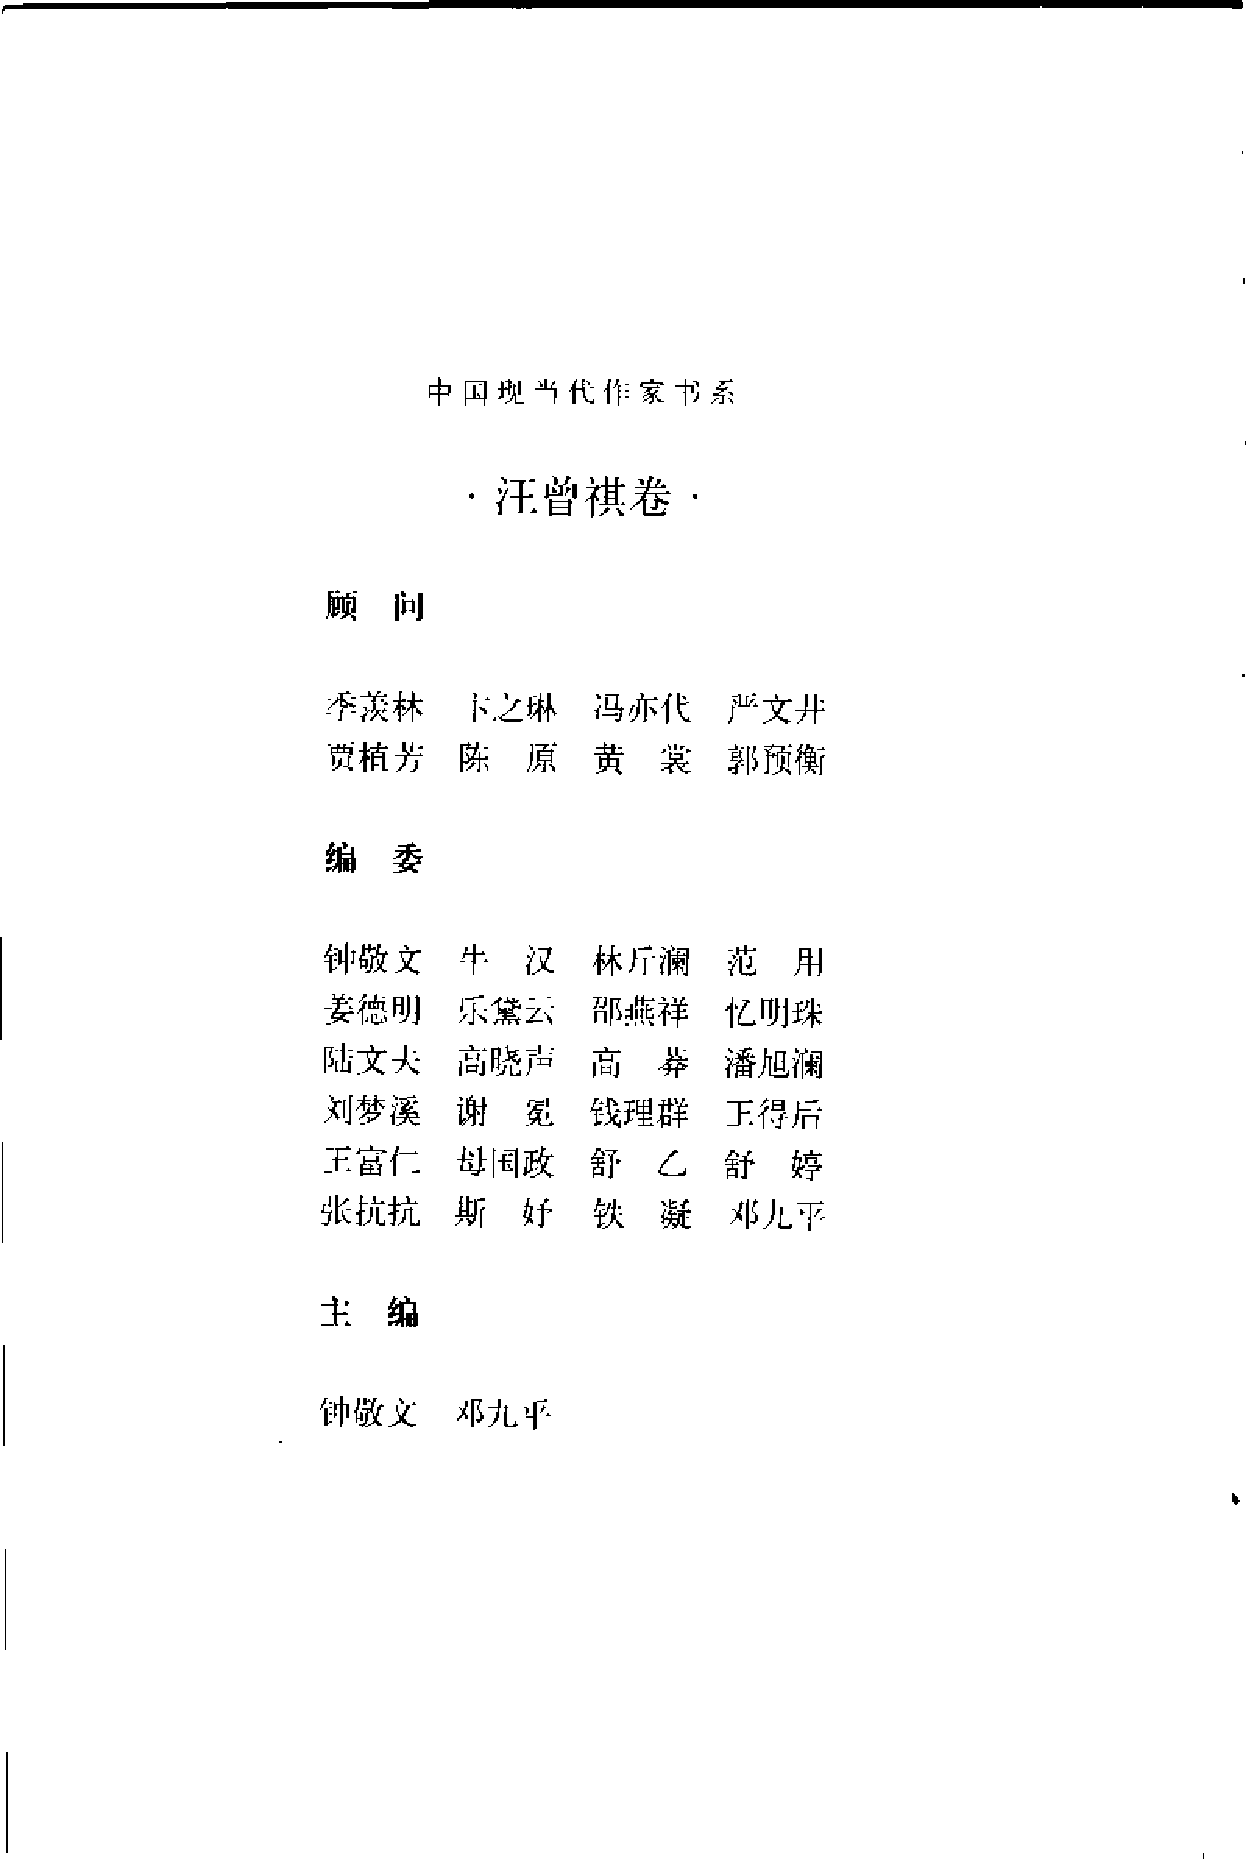 中国现当代作家书系
·汪曾祺卷·
顾 问
季羡林 卞之琳 冯亦代 严文井
贾植芳 陈 原 黄 裳 郭预衡
编 委
钟敬文 牛 汉 林斤澜 范 用
姜德明 乐黛云 邵燕祥 忆明珠
陆文夫 高晓声 高 莽 潘旭澜
刘梦溪 谢 冕 钱理群 王得后
王富仁 母国政 舒 乙 舒 婷
张抗抗 斯 妤 铁 凝 邓九平
主 编
钟敬文 邓九平